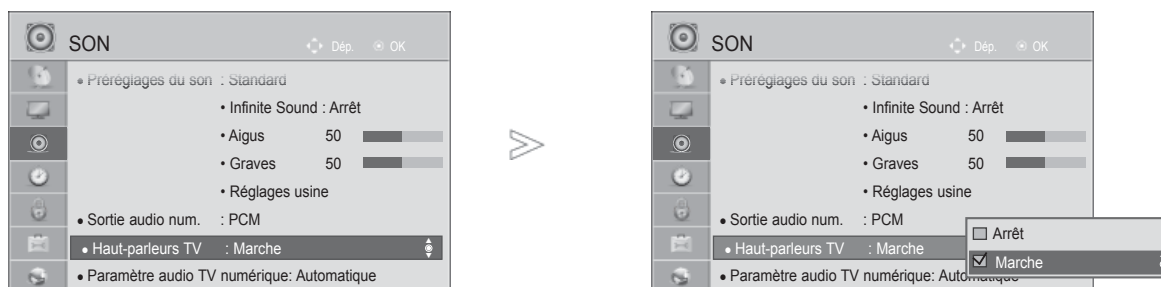 SON
Dép. OK
• Préréglages du son : Standard
• Infinite Sound : Arrêt
• Aigus 50
• Graves 50
• Réglages usine
• Sortie audio num. : PCM
• Haut-parleurs TV : Marche
• Paramètre audio TV numérique: Automatique
SON
Dép. OK
• Préréglages du son : Standard
• Infinite Sound : Arrêt
• Aigus 50
• Graves 50
• Réglages usine
• Sortie audio num. : PCM
• Haut-parleurs TV : Marche
Arrêt
Marche
• Paramètre audio TV numérique: Automatique